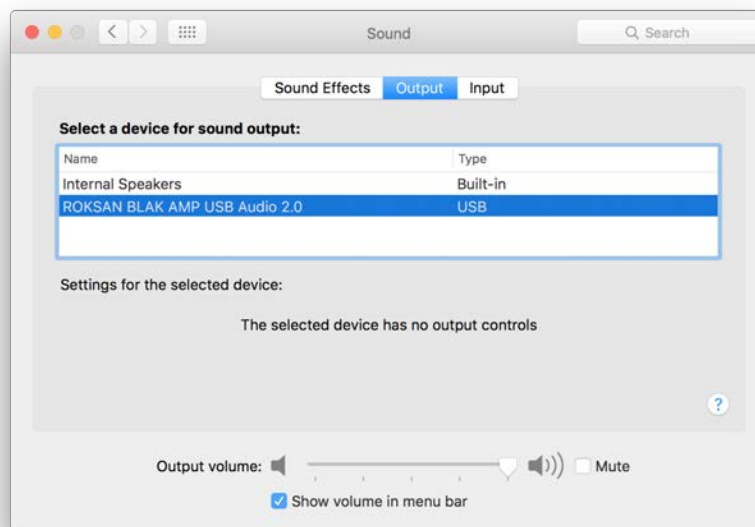 Sound
Search
Sound Effects Output Input
Select a device for sound output:
Name Type
Internal Speakers Built-in
ROKSAN BLAK AMP USB Audio 2.0 USB
Settings for the selected device:
The selected device has no output controls
?
Output volume: Mute
Show volume in menu bar